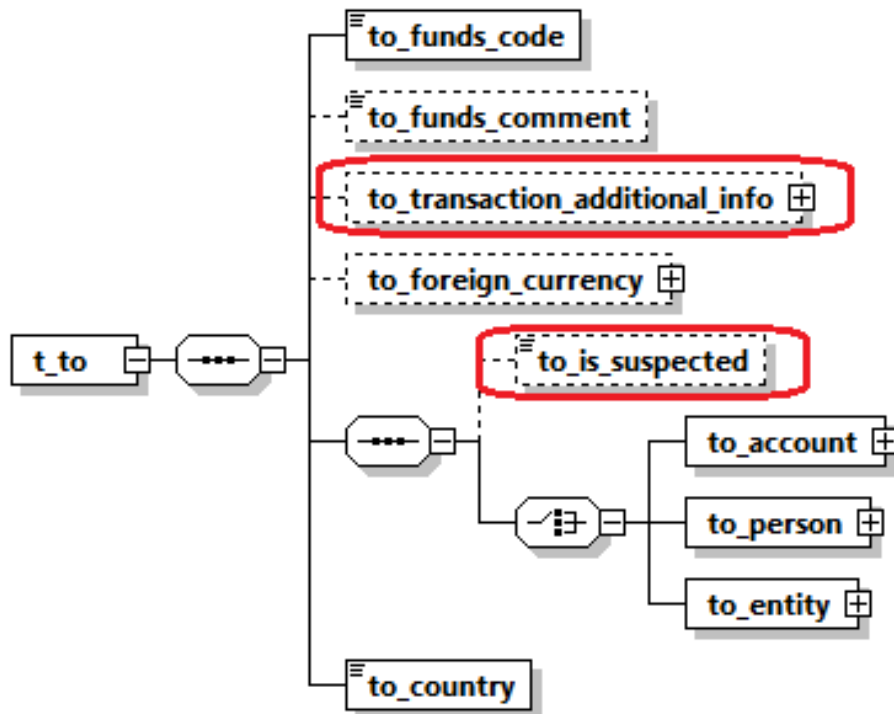 to_funds_code
to_funds_comment
to_transaction_additional_info
to_foreign_currency
t_to
to_is_suspected
to_account
to_person
to_entity
to_country